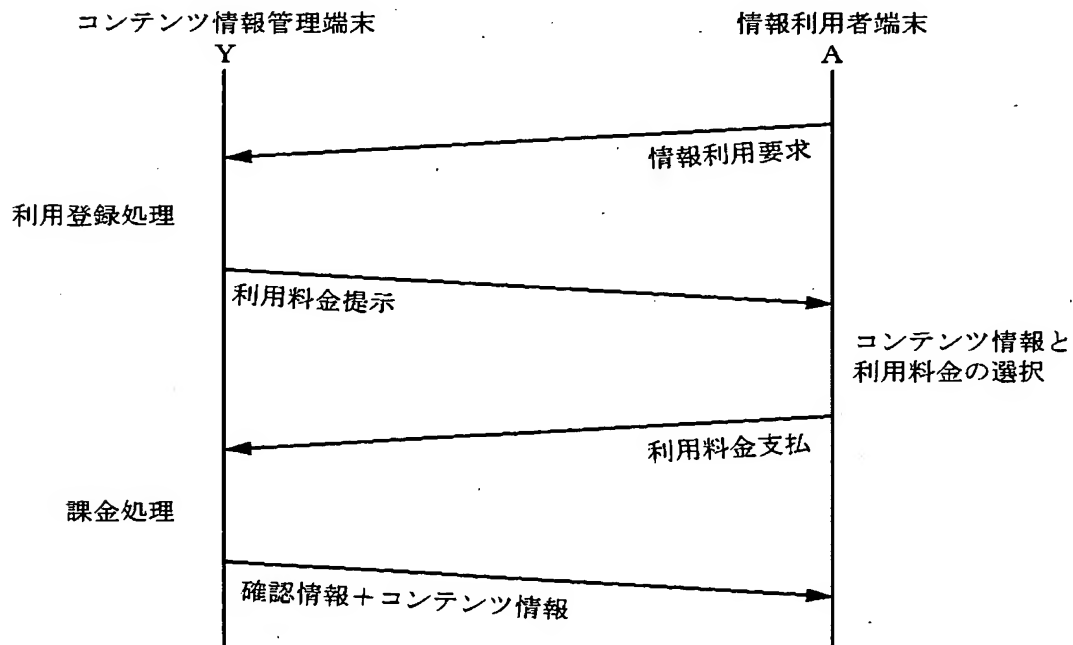 コンテンツ情報管理端末
Y
情報利用者端末
A
情報利用要求
利用登録処理
利用料金提示
コンテンツ情報と
利用料金の選択
利用料金支払
課金処理
確認情報+コンテンツ情報